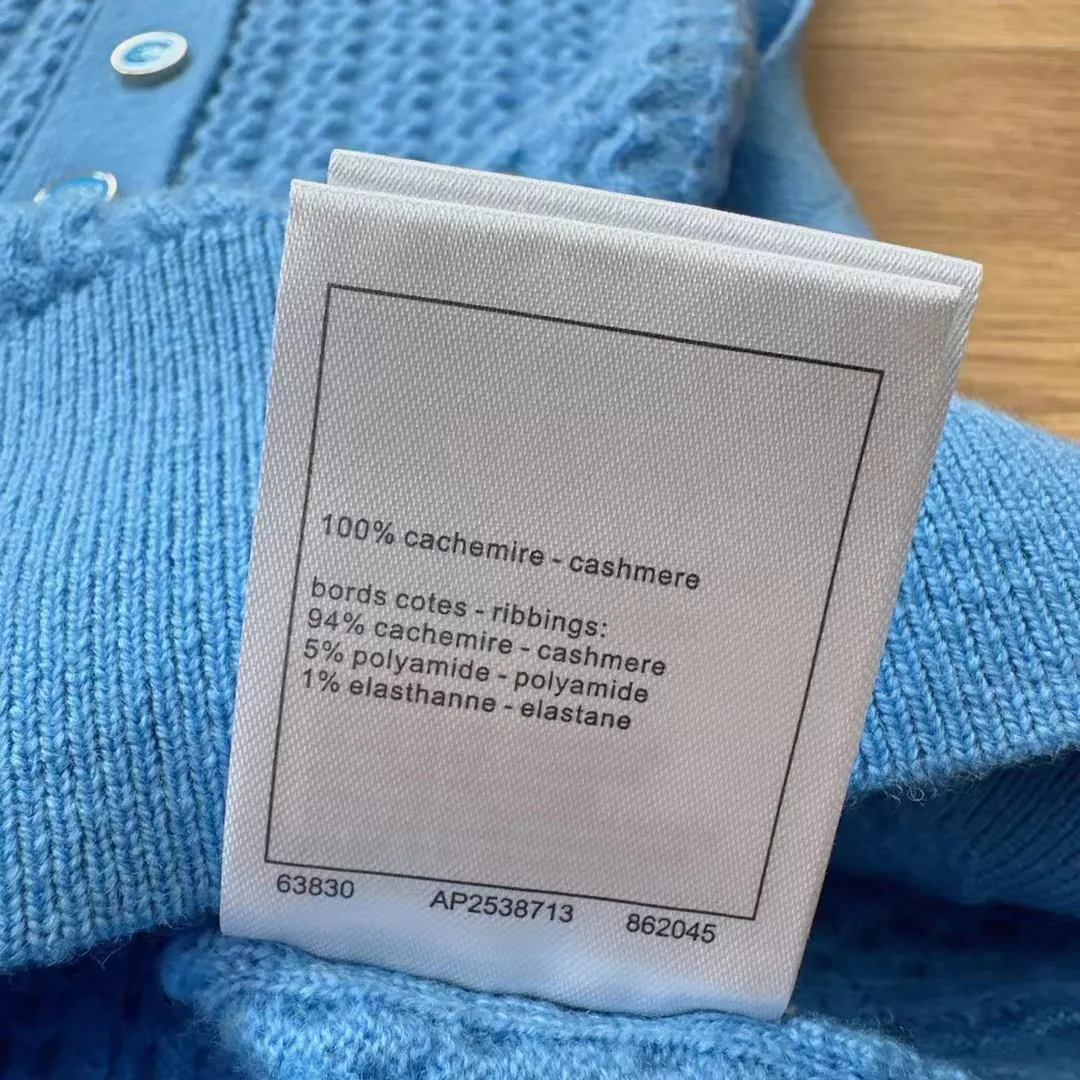 100% cachemire - cashmere
bords cotes - ribbings:
94% cachemire - cashmere
5% polyamide - polyamide
1% elasthanne - elastane
63830 AP2538713 862045